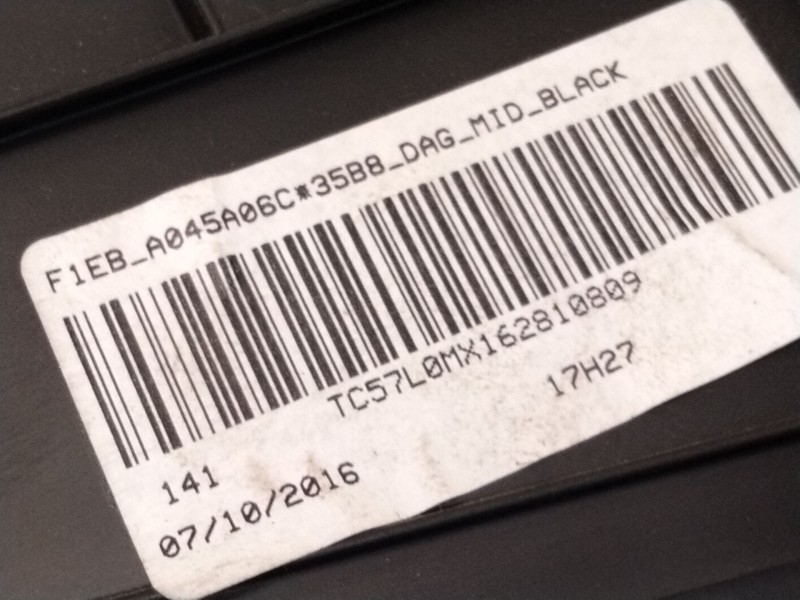 F1EB_A045A06C*35B8_DAG_MID_BLACK
TC57L0MX162810809
17H27
141
07/10/2016